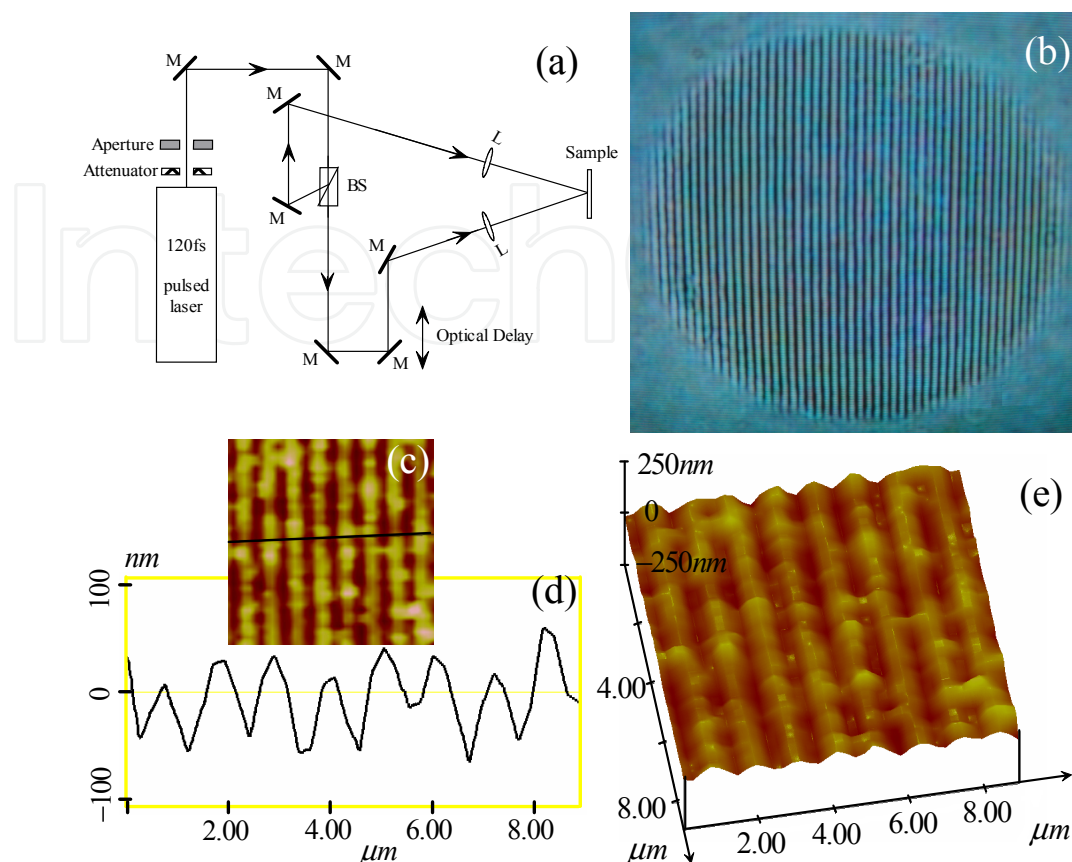 (a)
M
M
M
Aperture
Attenuator
L
Sample
BS
M
120fs
pulsed
laser
M
L
Optical Delay
M
M
IntechO
(b)
(c)
nm
(d)
100
0
−100
2.00
4.00
6.00
8.00
μm
(e)
250nm
0
−250nm
4.00
8.00
2.00
4.00
6.00
8.00
μm
μm